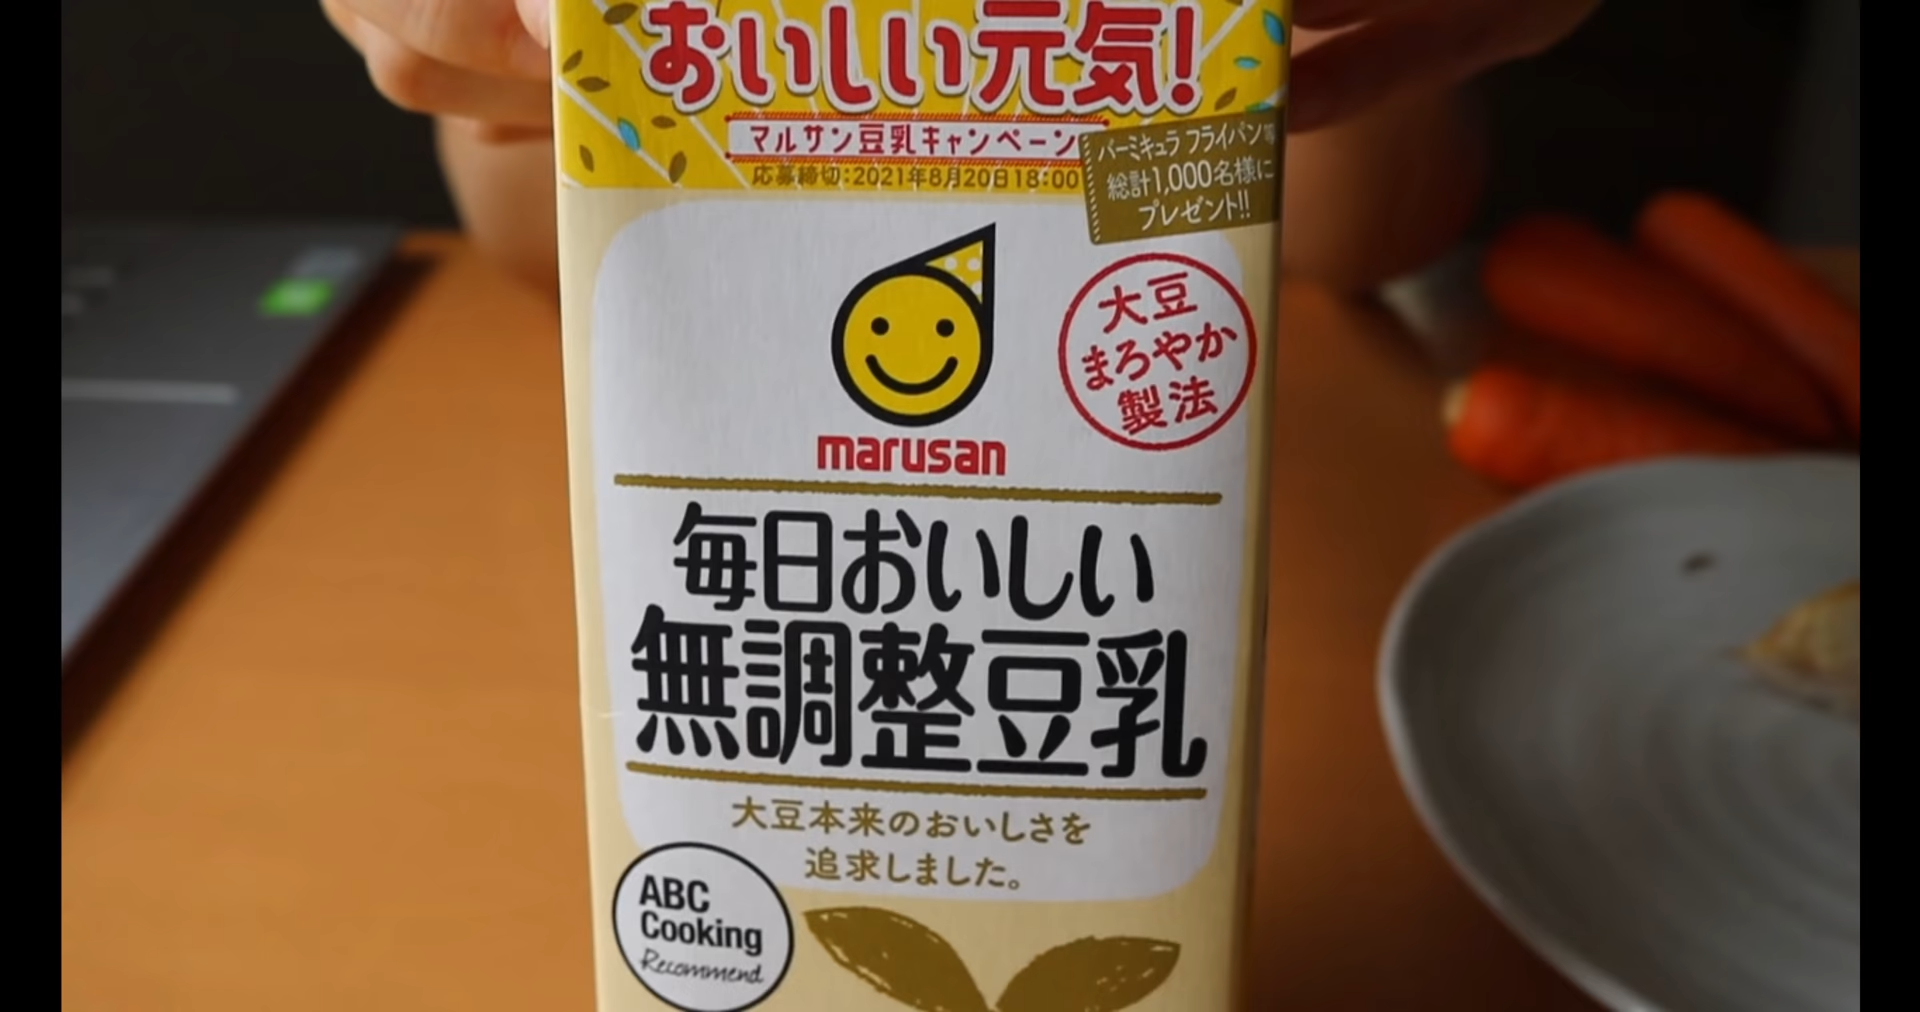 おいしい元気!
マルサン豆乳キャンペーン
応募締切:2021年8月20日18:00
バーミキュラ フライパン等
総計1,000名様に
プレゼント!!
大豆
まろやか
製法
marusan
毎日おいしい
無調整豆乳
大豆本来のおいしさを
追求しました。
ABC
Cooking
Recommend